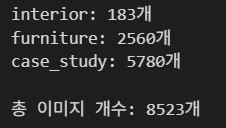 interior: 183개
furniture: 2560개
case_study: 5780개
총 이미지 개수: 8523개